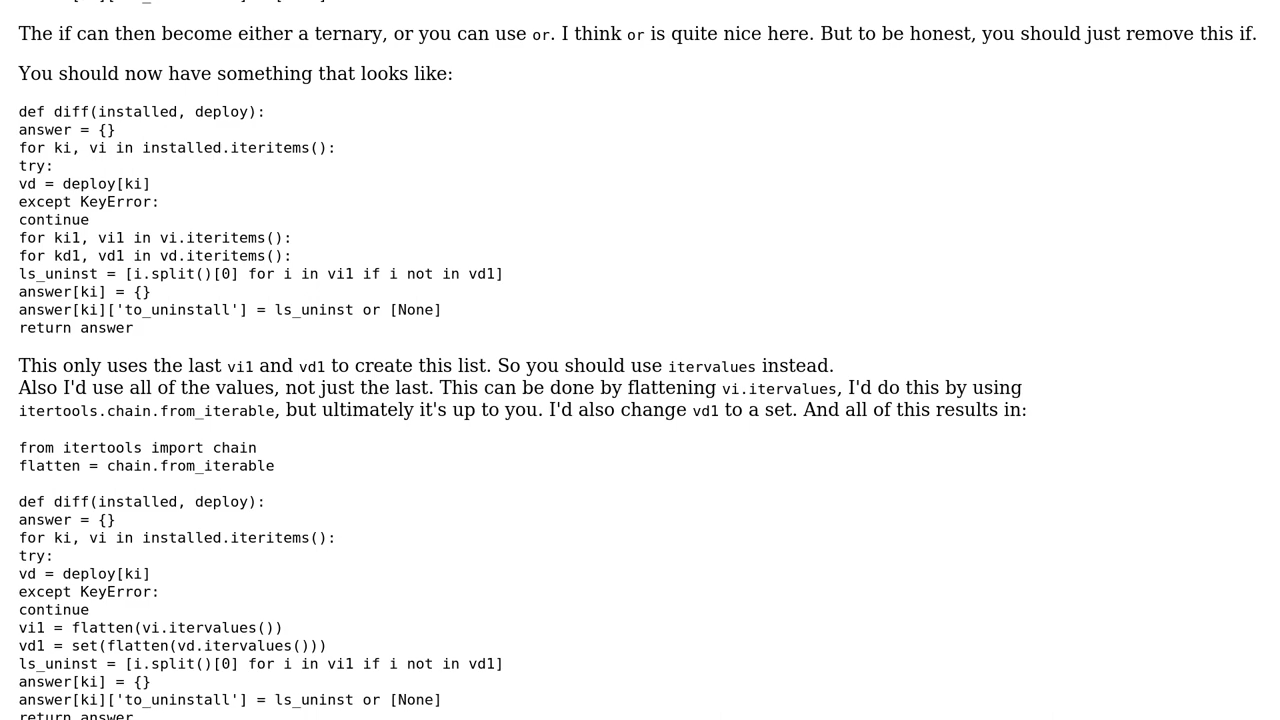 The if can then become either a ternary, or you can use or. I think or is quite nice here. But to be honest, you should just remove this if.
You should now have something that looks like:
def diff(installed, deploy):
answer = {}
for ki, vi in installed.iteritems():
try:
vd = deploy[ki]
except KeyError:
continue
for ki1, vi1 in vi.iteritems():
for kd1, vd1 in vd.iteritems():
ls_uninst = [i.split()[0] for i in vi1 if i not in vd1]
answer[ki] = {}
answer[ki]['to_uninstall'] = ls_uninst or [None]
return answer
This only uses the last vi1 and vd1 to create this list. So you should use itervalues instead.
Also I'd use all of the values, not just the last. This can be done by flattening vi.itervalues, I'd do this by using
itertools.chain.from_iterable, but ultimately it's up to you. I'd also change vd1 to a set. And all of this results in:
from itertools import chain
flatten = chain.from_iterable
def diff(installed, deploy):
answer = {}
for ki, vi in installed.iteritems():
try:
vd = deploy[ki]
except KeyError:
continue
vi1 = flatten(vi.itervalues())
vd1 = set(flatten(vd.itervalues()))
ls_uninst = [i.split()[0] for i in vi1 if i not in vd1]
answer[ki] = {}
answer[ki]['to_uninstall'] = ls_uninst or [None]
return answer